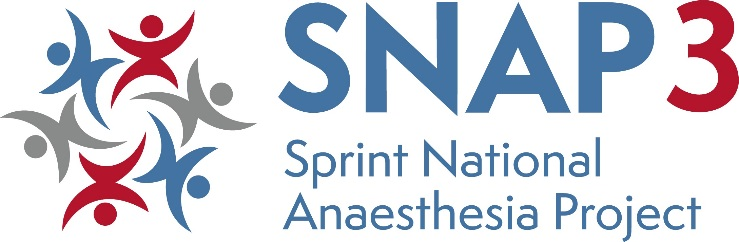 SNAP3
Sprint National
Anaesthesia Project